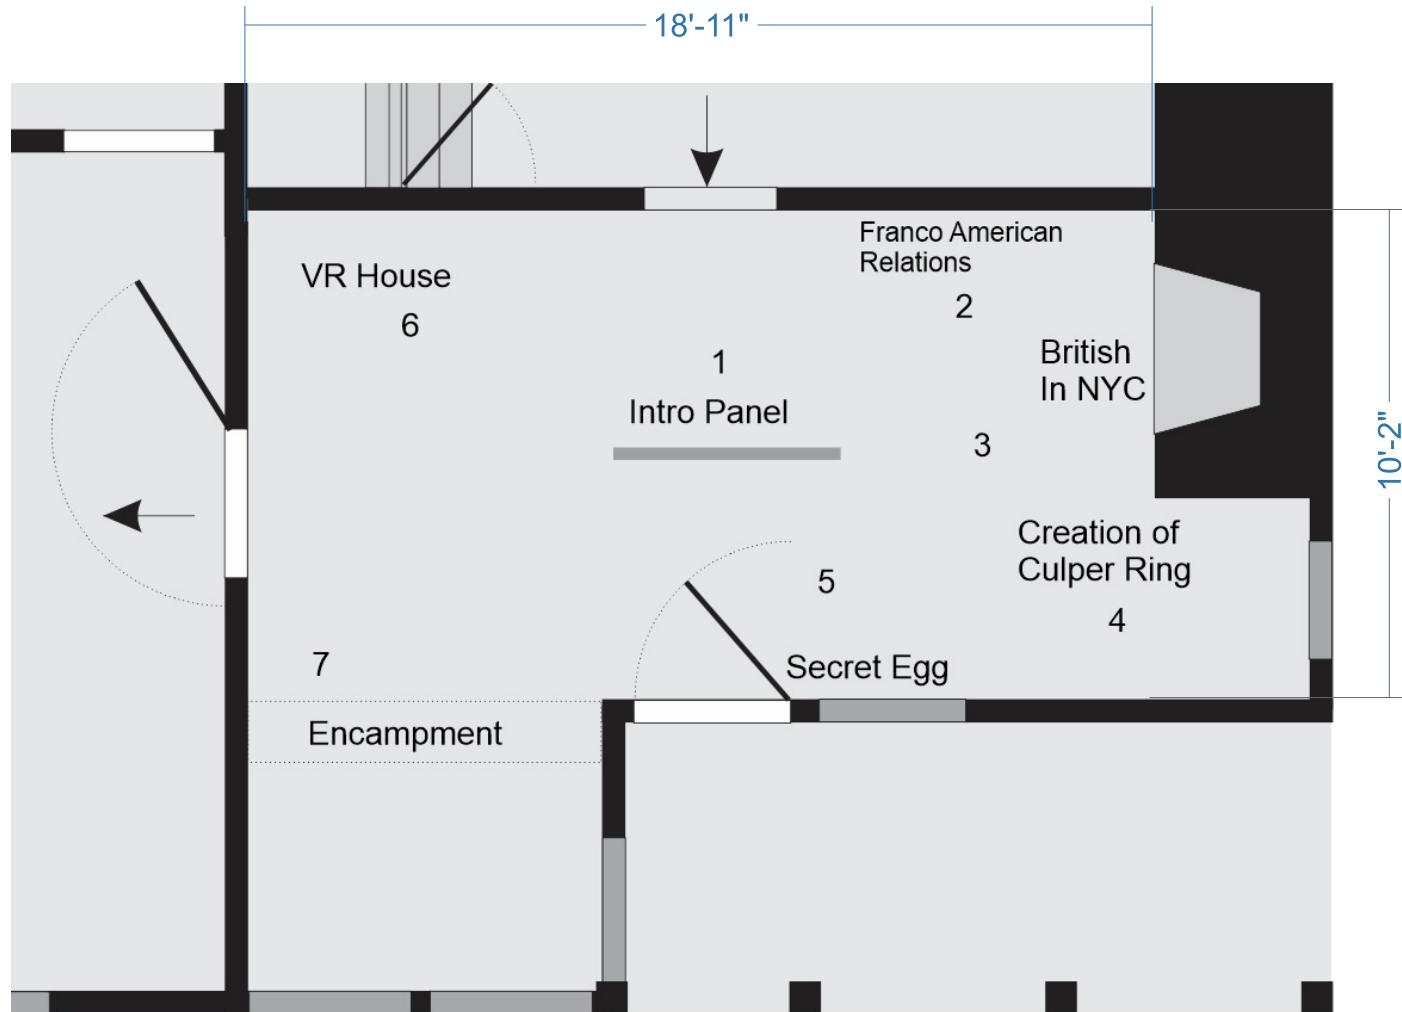 18'-11"
Franco American
Relations
2
VR House
6
1
Intro Panel
British
In NYC
3
10'-2"
Creation of
Culper Ring
4
5
Secret Egg
7
Encampment